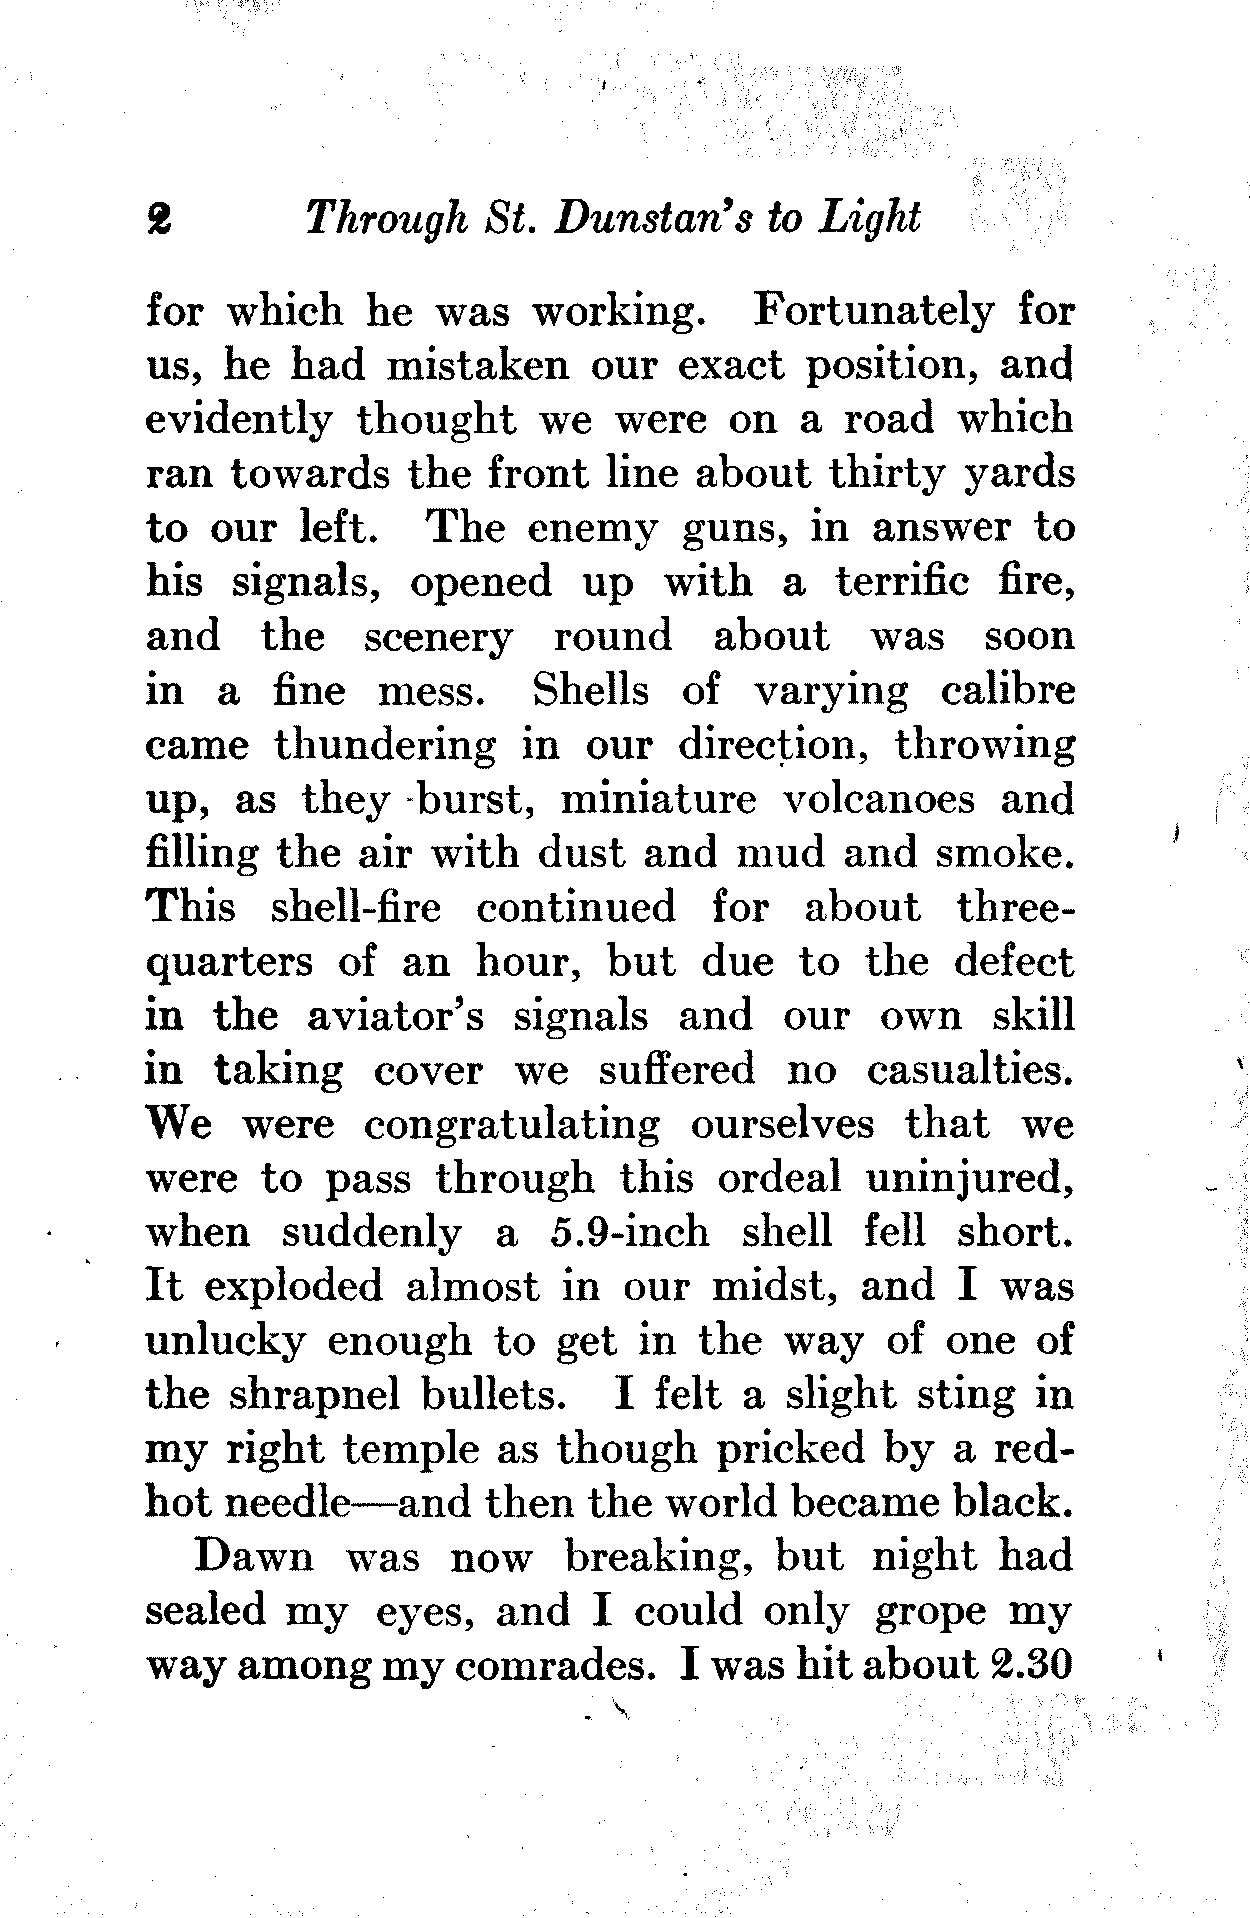 2 Through St. Dunstan's to Light
for which he was working. Fortunately for
us, he had mistaken our exact position, and
evidently thought we were on a road which
ran towards the front line about thirty yards
to our left. The enemy guns, in answer to
his signals, opened up with a terrific fire,
and the scenery round about was soon
in a fine mess. Shells of varying calibre
came thundering in our direction, throwing
up, as they burst, miniature volcanoes and
filling the air with dust and mud and smoke.
This shell-fire continued for about three-
quarters of an hour, but due to the defect
in the aviator's signals and our own skill
in taking cover we suffered no casualties.
We were congratulating ourselves that we
were to pass through this ordeal uninjured,
when suddenly a 5.9-inch shell fell short.
It exploded almost in our midst, and I was
unlucky enough to get in the way of one of
the shrapnel bullets. I felt a slight sting in
my right temple as though pricked by a red-
hot needle—and then the world became black.
Dawn was now breaking, but night had
sealed my eyes, and I could only grope my
way among my comrades. I was hit about 2.30